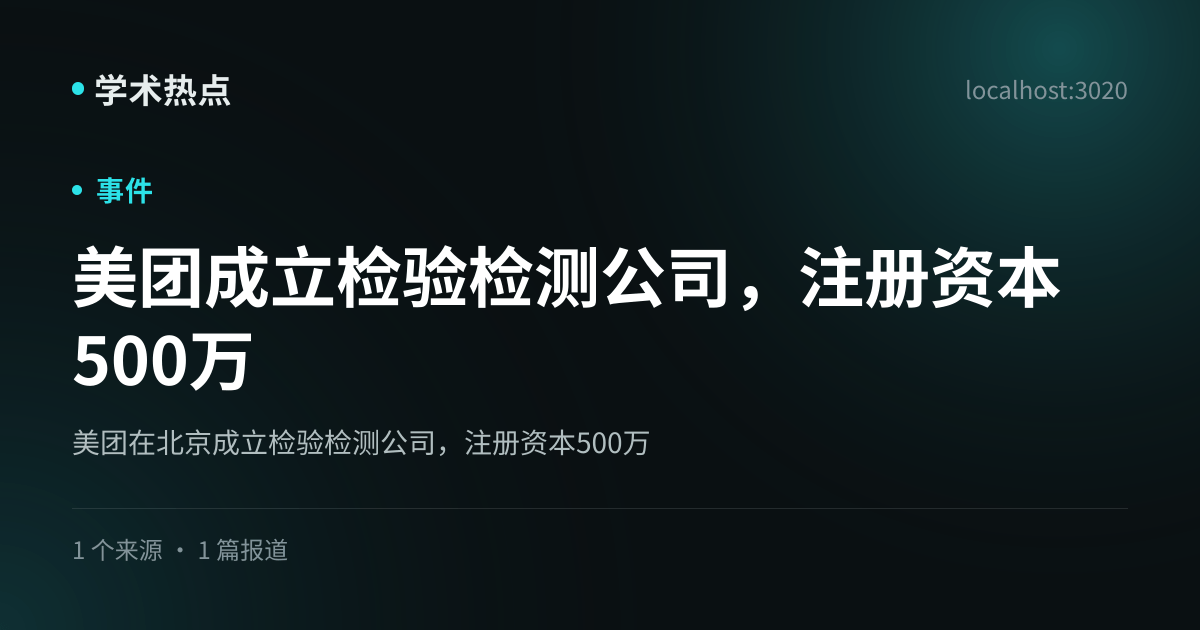 学术热点
localhost:3020
事件
美团成立检验检测公司，注册资本
500万
美团在北京成立检验检测公司，注册资本500万
1 个来源 · 1 篇报道